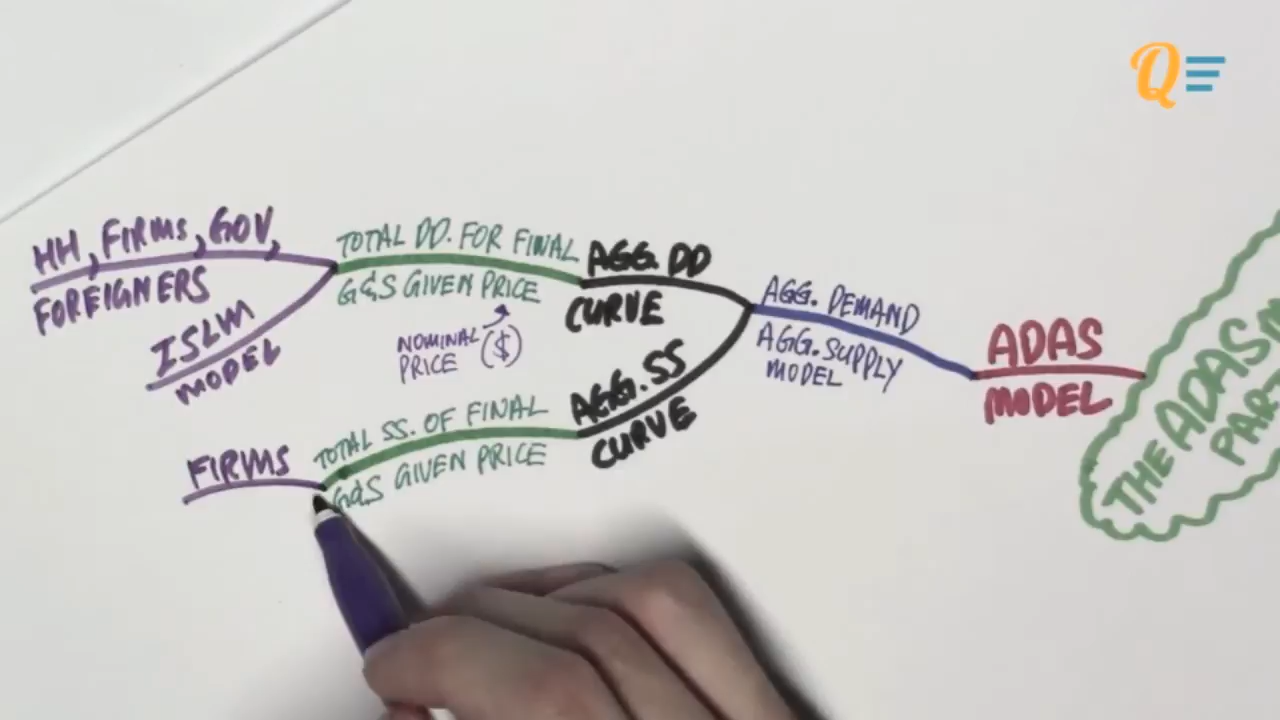 HH, FIRMS, GOV,
FOREIGNERS
ISLM
MODEL
TOTAL DD. FOR FINAL
G&S GIVEN PRICE
NOMINAL
PRICE ($)
AGG. DD
CURVE
AGG. DEMAND
AGG. SUPPLY
MODEL
ADAS
MODEL
THE ADAS
PAR
AGG. SS
CURVE
TOTAL SS. OF FINAL
G&S GIVEN PRICE
FIRMS
Q